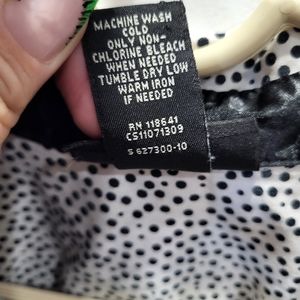 MACHINE WASH
COLD
ONLY NON-
CHLORINE BLEACH
WHEN NEEDED
TUMBLE DRY LOW
WARM IRON
IF NEEDED
RN 118641
CS11071309
S 627300-10